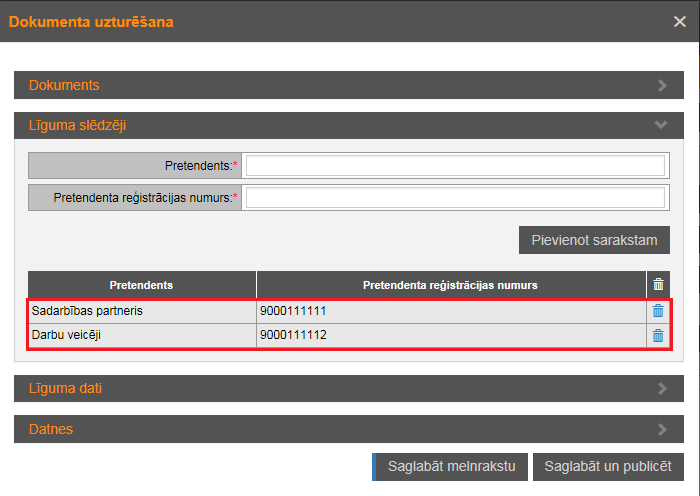 Dokumenta uzturēšana
Dokuments
Līguma slēdzēji
Pretendents:*
Pretendenta reģistrācijas numurs:*
Pievienot sarakstam
Pretendents Pretendenta reģistrācijas numurs
Sadarbības partneris 9000111111
Darbu veicēji 9000111112
Līguma dati
Datnes
Saglabāt melnrakstu Saglabāt un publicēt